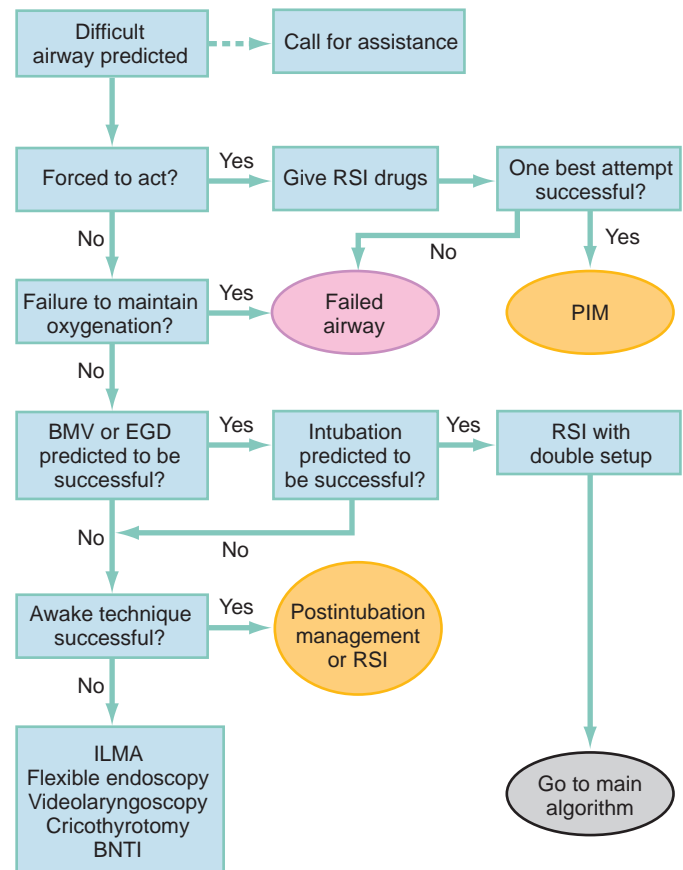 Difficult
airway predicted
Call for assistance
Forced to act?
Yes
Give RSI drugs
One best attempt
successful?
No
No
Yes
Failure to maintain
oxygenation?
Yes
Failed
airway
PIM
No
BMV or EGD
predicted to be
successful?
Yes
Intubation
predicted to
be successful?
Yes
RSI with
double setup
No
No
Awake technique
successful?
Yes
Postintubation
management
or RSI
No
ILMA
Flexible endoscopy
Videolaryngoscopy
Cricothyrotomy
BNTI
Go to main
algorithm